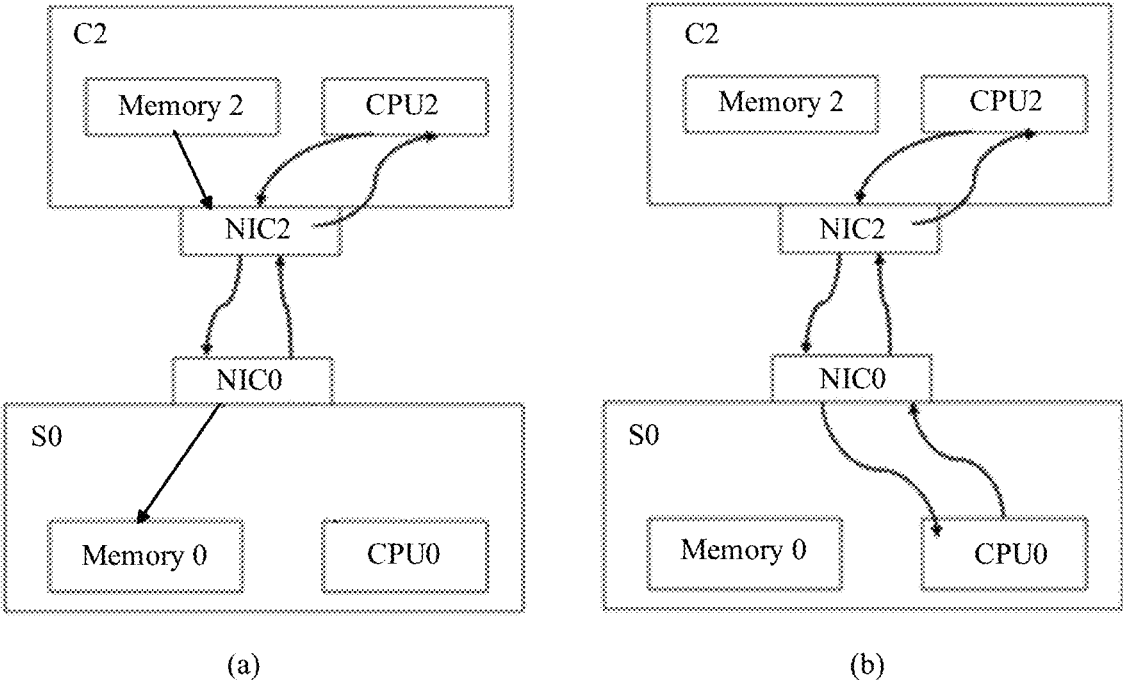 C2
Memory 2
CPU2
NIC2
NIC0
S0
Memory 0
CPU0
(a)
C2
Memory 2
CPU2
NIC2
NIC0
S0
Memory 0
CPU0
(b)